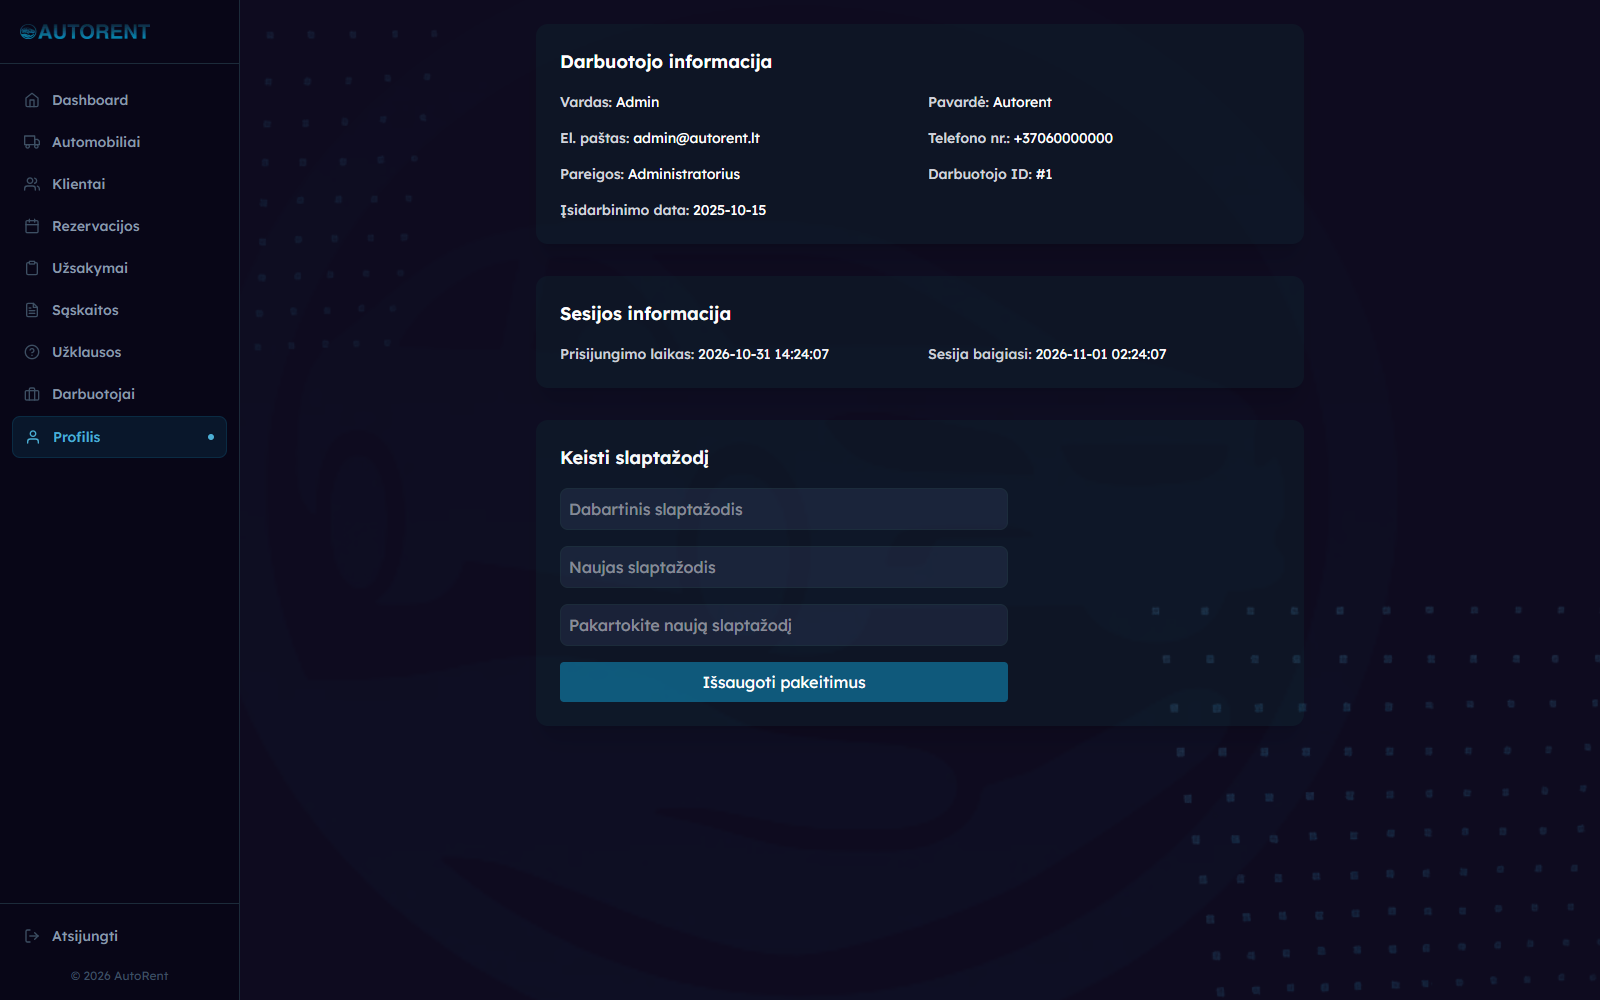 AUTORENT
Dashboard
Automobiliai
Klientai
Rezervacijos
Užsakymai
Sąskaitos
Užklausos
Darbuotojai
Profilis
Atsijungti
© 2026 AutoRent
Darbuotojo informacija
Vardas: Admin
Pavardė: Autorent
El. paštas: admin@autorent.lt
Telefono nr.: +37060000000
Pareigos: Administratorius
Darbuotojo ID: #1
Įsidarbinimo data: 2025-10-15
Sesijos informacija
Prisijungimo laikas: 2026-10-31 14:24:07
Sesija baigiasi: 2026-11-01 02:24:07
Keisti slaptažodį
Dabartinis slaptažodis
Naujas slaptažodis
Pakartokite naują slaptažodį
Išsaugoti pakeitimus